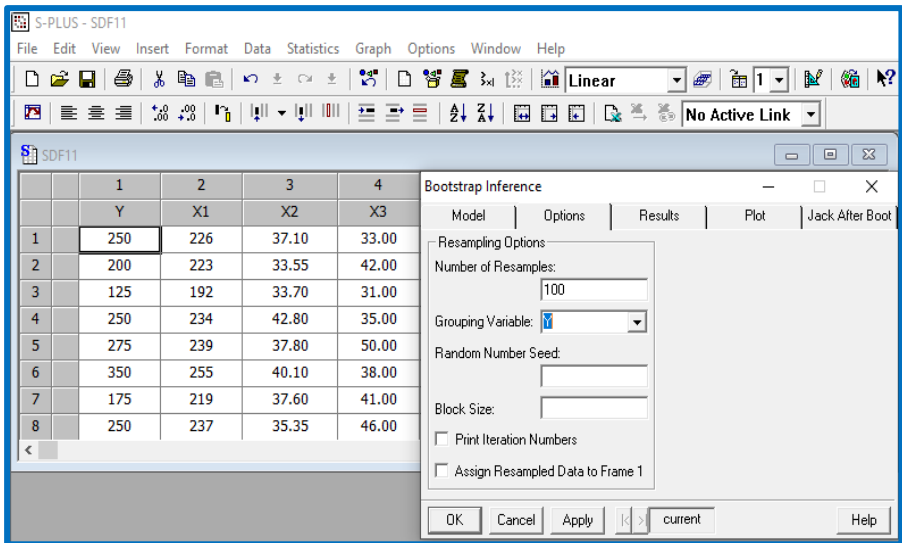 S-PLUS - SDF11
File Edit View Insert Format Data Statistics Graph Options Window Help
Linear 1
No Active Link
SDF11
1 2 3 4
Y X1 X2 X3
1 250 226 37.10 33.00
2 200 223 33.55 42.00
3 125 192 33.70 31.00
4 250 234 42.80 35.00
5 275 239 37.80 50.00
6 350 255 40.10 38.00
7 175 219 37.60 41.00
8 250 237 35.35 46.00
Bootstrap Inference
Model Options Results Plot Jack After Boot
Resampling Options
Number of Resamples:
100
Grouping Variable: Y
Random Number Seed:
Block Size:
Print Iteration Numbers
Assign Resampled Data to Frame 1
OK Cancel Apply current Help